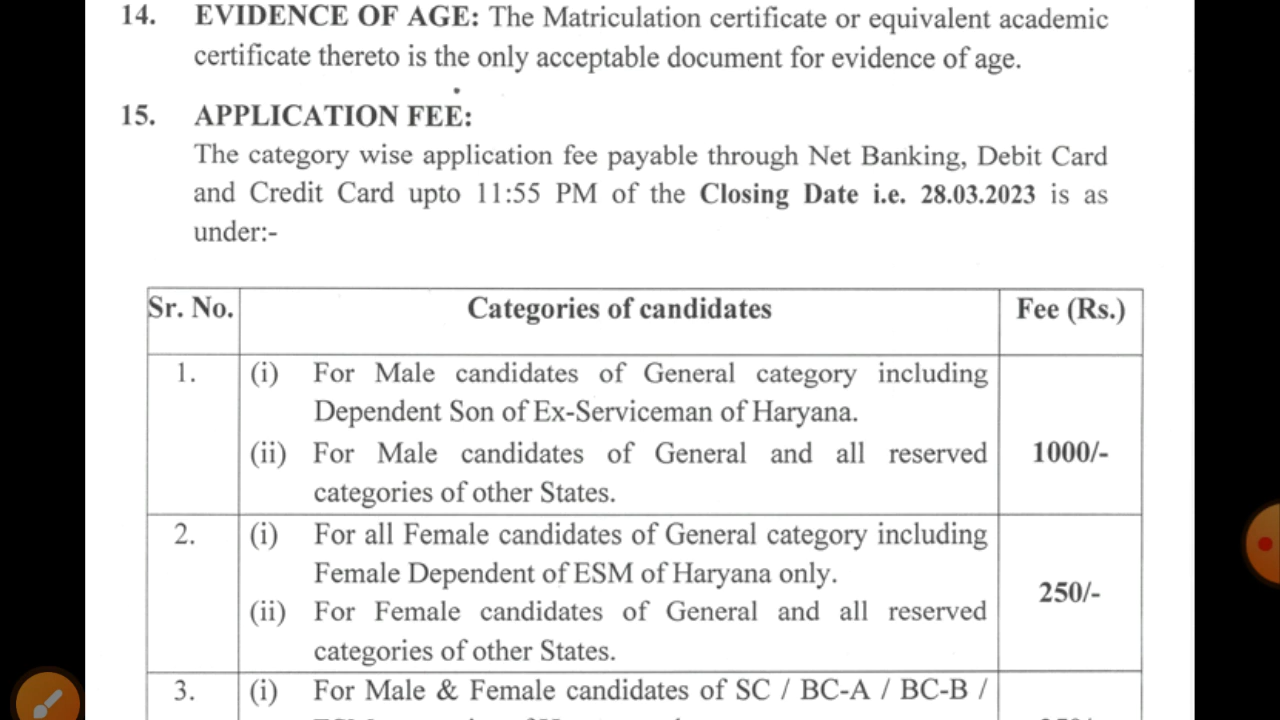 14. EVIDENCE OF AGE: The Matriculation certificate or equivalent academic
certificate thereto is the only acceptable document for evidence of age.
15. APPLICATION FEE:
The category wise application fee payable through Net Banking, Debit Card
and Credit Card upto 11:55 PM of the Closing Date i.e. 28.03.2023 is as
under:-
Sr. No. Categories of candidates Fee (Rs.)
1. (i) For Male candidates of General category including
Dependent Son of Ex-Serviceman of Haryana.
(ii) For Male candidates of General and all reserved 1000/-
categories of other States.
2. (i) For all Female candidates of General category including
Female Dependent of ESM of Haryana only.
250/-
(ii) For Female candidates of General and all reserved
categories of other States.
3. (i) For Male & Female candidates of SC / BC-A / BC-B /